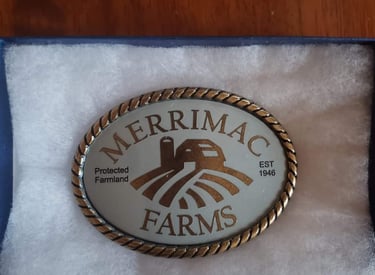 MERRIMAC
Protected
Farmland
EST
1946
FARMS